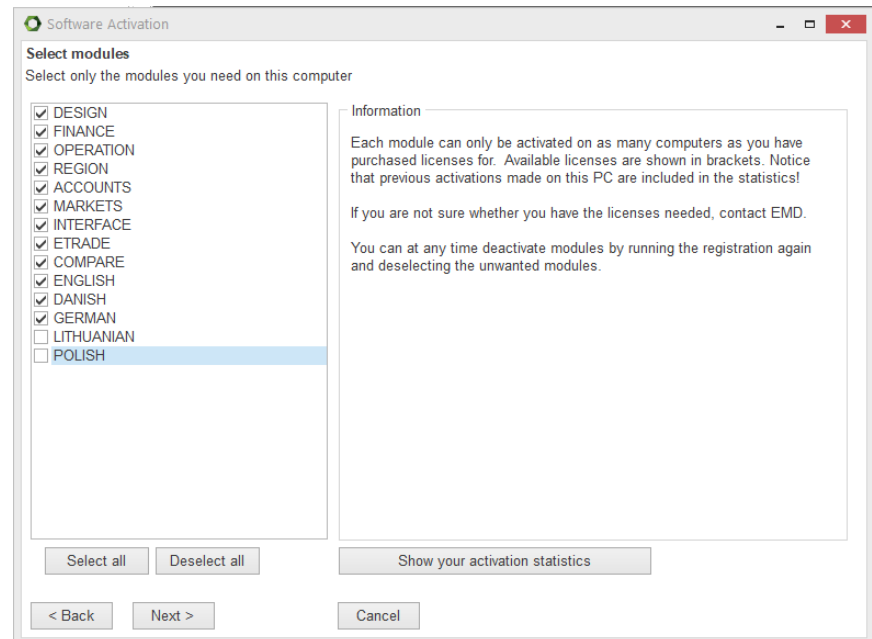 Software Activation
Select modules
Select only the modules you need on this computer
DESIGN
FINANCE
OPERATION
REGION
ACCOUNTS
MARKETS
INTERFACE
ETRADE
COMPARE
ENGLISH
DANISH
GERMAN
LITHUANIAN
POLISH
Information
Each module can only be activated on as many computers as you have
purchased licenses for.  Available licenses are shown in brackets. Notice
that previous activations made on this PC are included in the statistics!
If you are not sure whether you have the licenses needed, contact EMD.
You can at any time deactivate modules by running the registration again
and deselecting the unwanted modules.
Select all
Deselect all
Show your activation statistics
< Back
Next >
Cancel